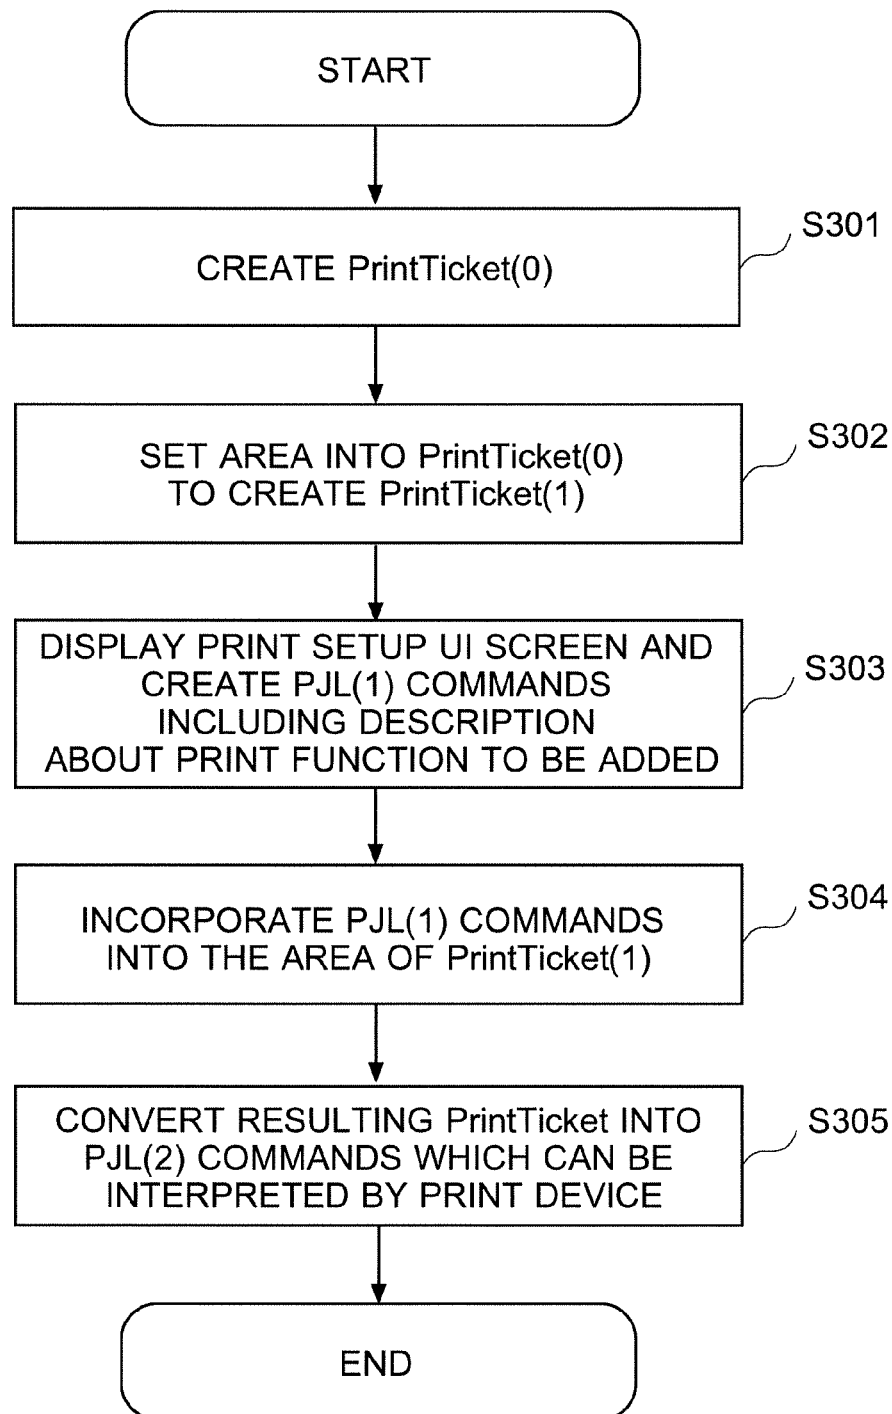 START
S301
CREATE PrintTicket(0)
S302
SET AREA INTO PrintTicket(0)
TO CREATE PrintTicket(1)
S303
DISPLAY PRINT SETUP UI SCREEN AND
CREATE PJL(1) COMMANDS
INCLUDING DESCRIPTION
ABOUT PRINT FUNCTION TO BE ADDED
S304
INCORPORATE PJL(1) COMMANDS
INTO THE AREA OF PrintTicket(1)
S305
CONVERT RESULTING PrintTicket INTO
PJL(2) COMMANDS WHICH CAN BE
INTERPRETED BY PRINT DEVICE
END